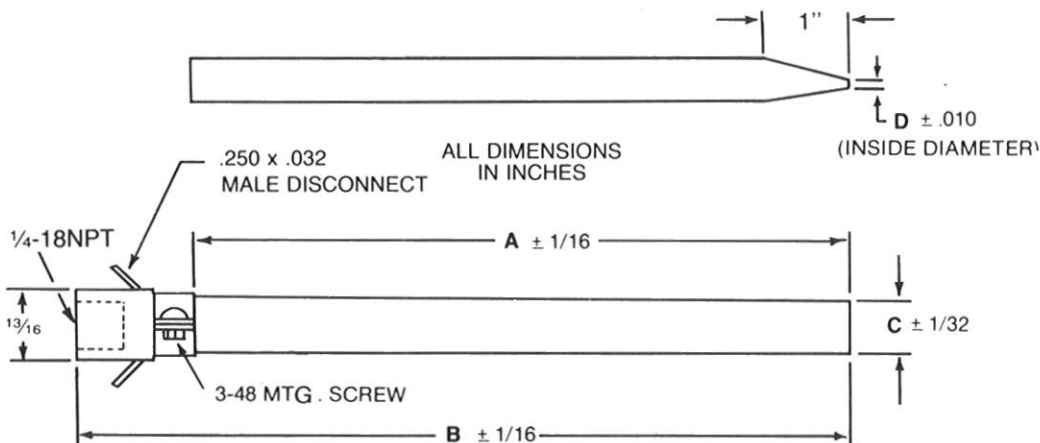 1"
D ± .010
(INSIDE DIAMETER)
.250 x .032
MALE DISCONNECT
ALL DIMENSIONS
IN INCHES
¼-18NPT
A ± 1/16
13/16
C ± 1/32
3-48 MTG . SCREW
B ± 1/16